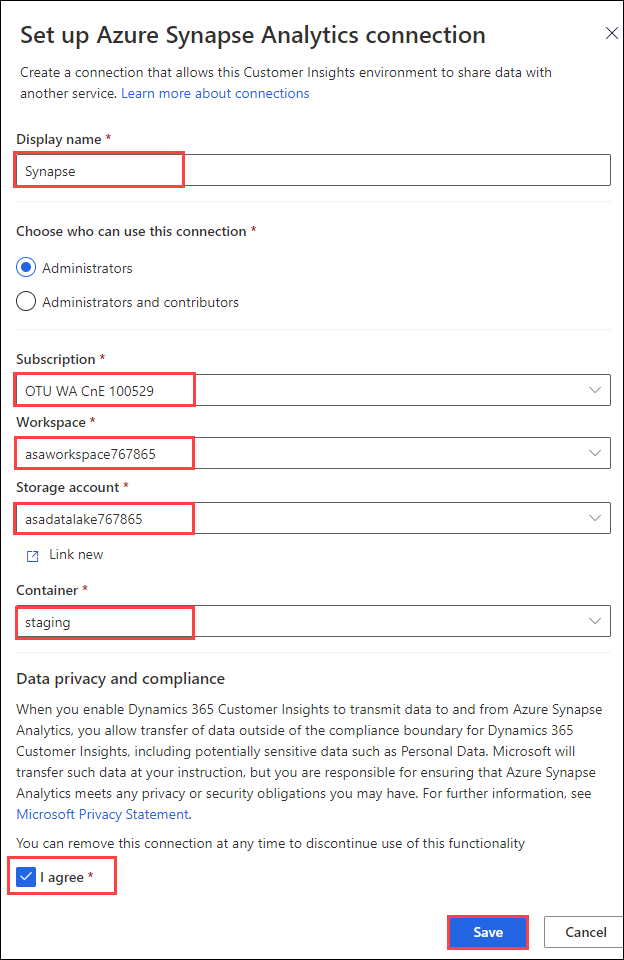 Set up Azure Synapse Analytics connection
Create a connection that allows this Customer Insights environment to share data with
another service. Learn more about connections
Display name *
Synapse
Choose who can use this connection *
Administrators
Administrators and contributors
Subscription *
OTU WA CnE 100529
Workspace *
asaworkspace767865
Storage account *
asadatalake767865
Link new
Container *
staging
Data privacy and compliance
When you enable Dynamics 365 Customer Insights to transmit data to and from Azure Synapse
Analytics, you allow transfer of data outside of the compliance boundary for Dynamics 365
Customer Insights, including potentially sensitive data such as Personal Data. Microsoft will
transfer such data at your instruction, but you are responsible for ensuring that Azure Synapse
Analytics meets any privacy or security obligations you may have. For further information, see
Microsoft Privacy Statement.
You can remove this connection at any time to discontinue use of this functionality
I agree *
Save
Cancel